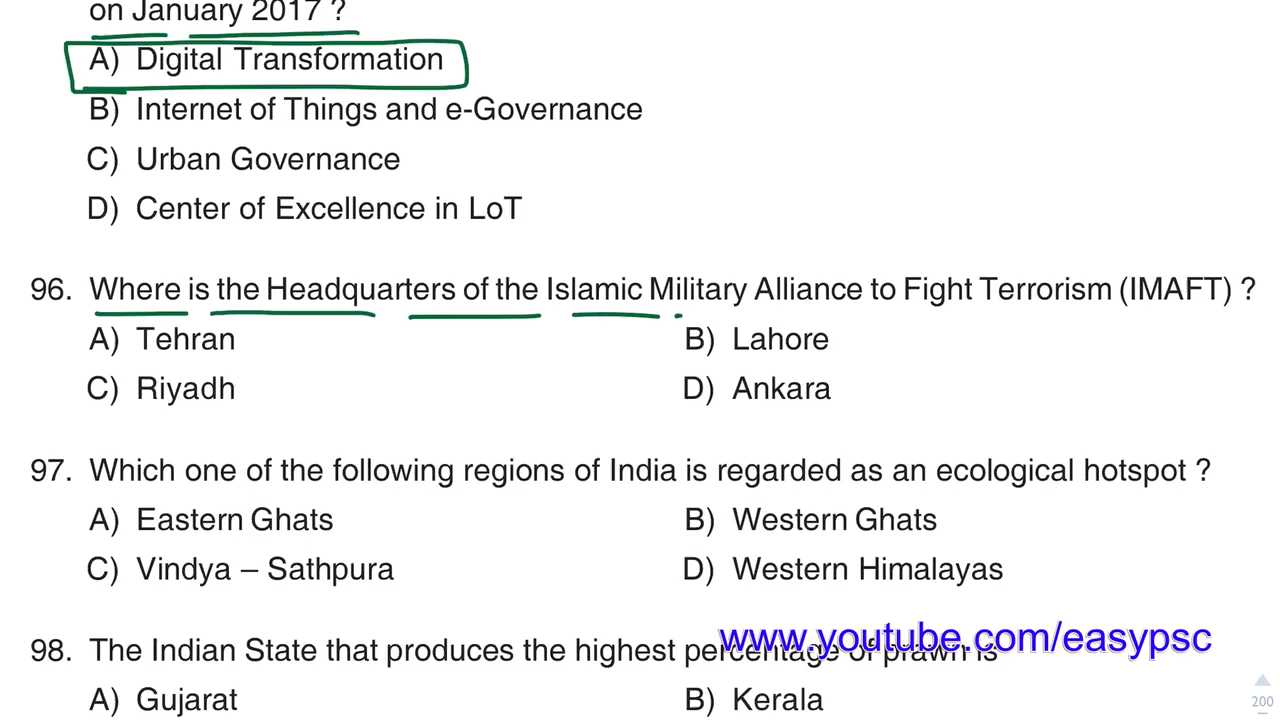 on January 2017 ?
A) Digital Transformation
B) Internet of Things and e-Governance
C) Urban Governance
D) Center of Excellence in LoT
96. Where is the Headquarters of the Islamic Military Alliance to Fight Terrorism (IMAFT) ?
A) Tehran B) Lahore
C) Riyadh D) Ankara
97. Which one of the following regions of India is regarded as an ecological hotspot ?
A) Eastern Ghats B) Western Ghats
C) Vindya – Sathpura D) Western Himalayas
98. The Indian State that produces the highest percentage of prawn is
www.youtube.com/easypsc
A) Gujarat B) Kerala
200